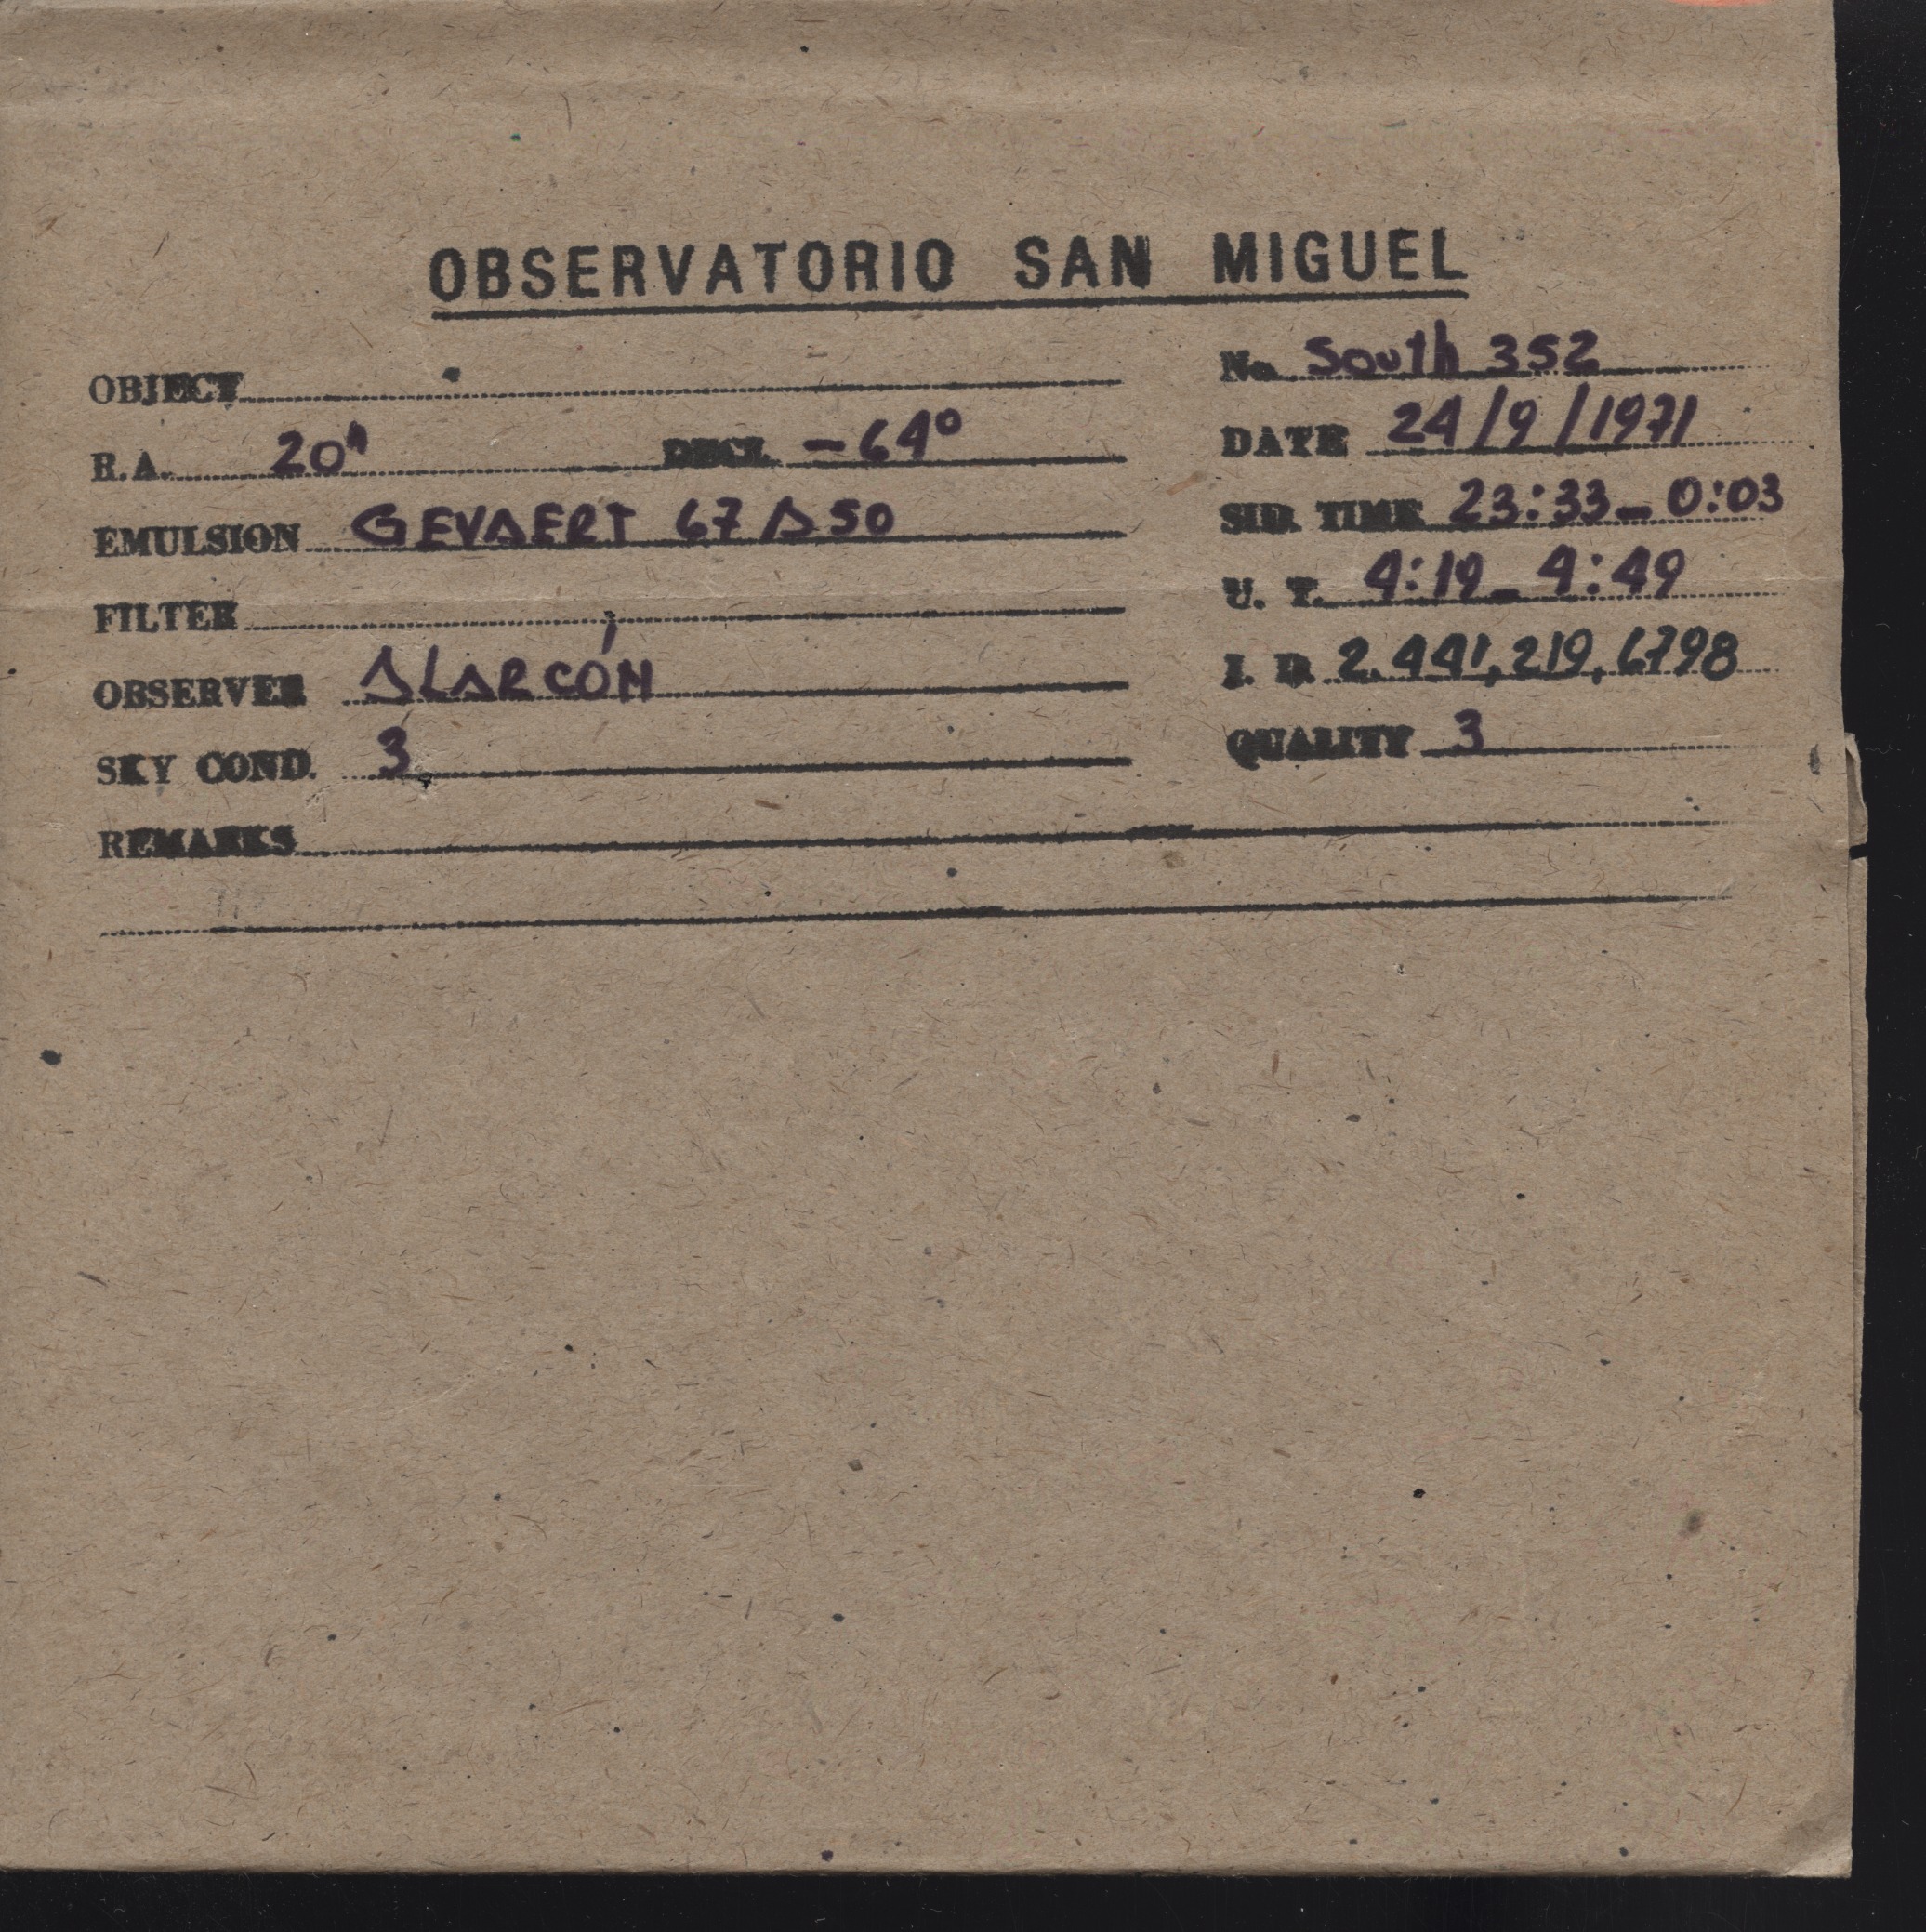 OBSERVATORIO SAN MIGUEL
OBJECT
No. South 352
R.A. 20h DECL. -64°
DATE 24/9/1971
EMULSION GEVAERT 67A50
SID. TIME 23:33 - 0:03
FILTER
U. T. 4:19 - 4:49
OBSERVER ALARCÓN
J. D. 2.441,219,6798
SKY COND. 3
QUALITY 3
REMARKS